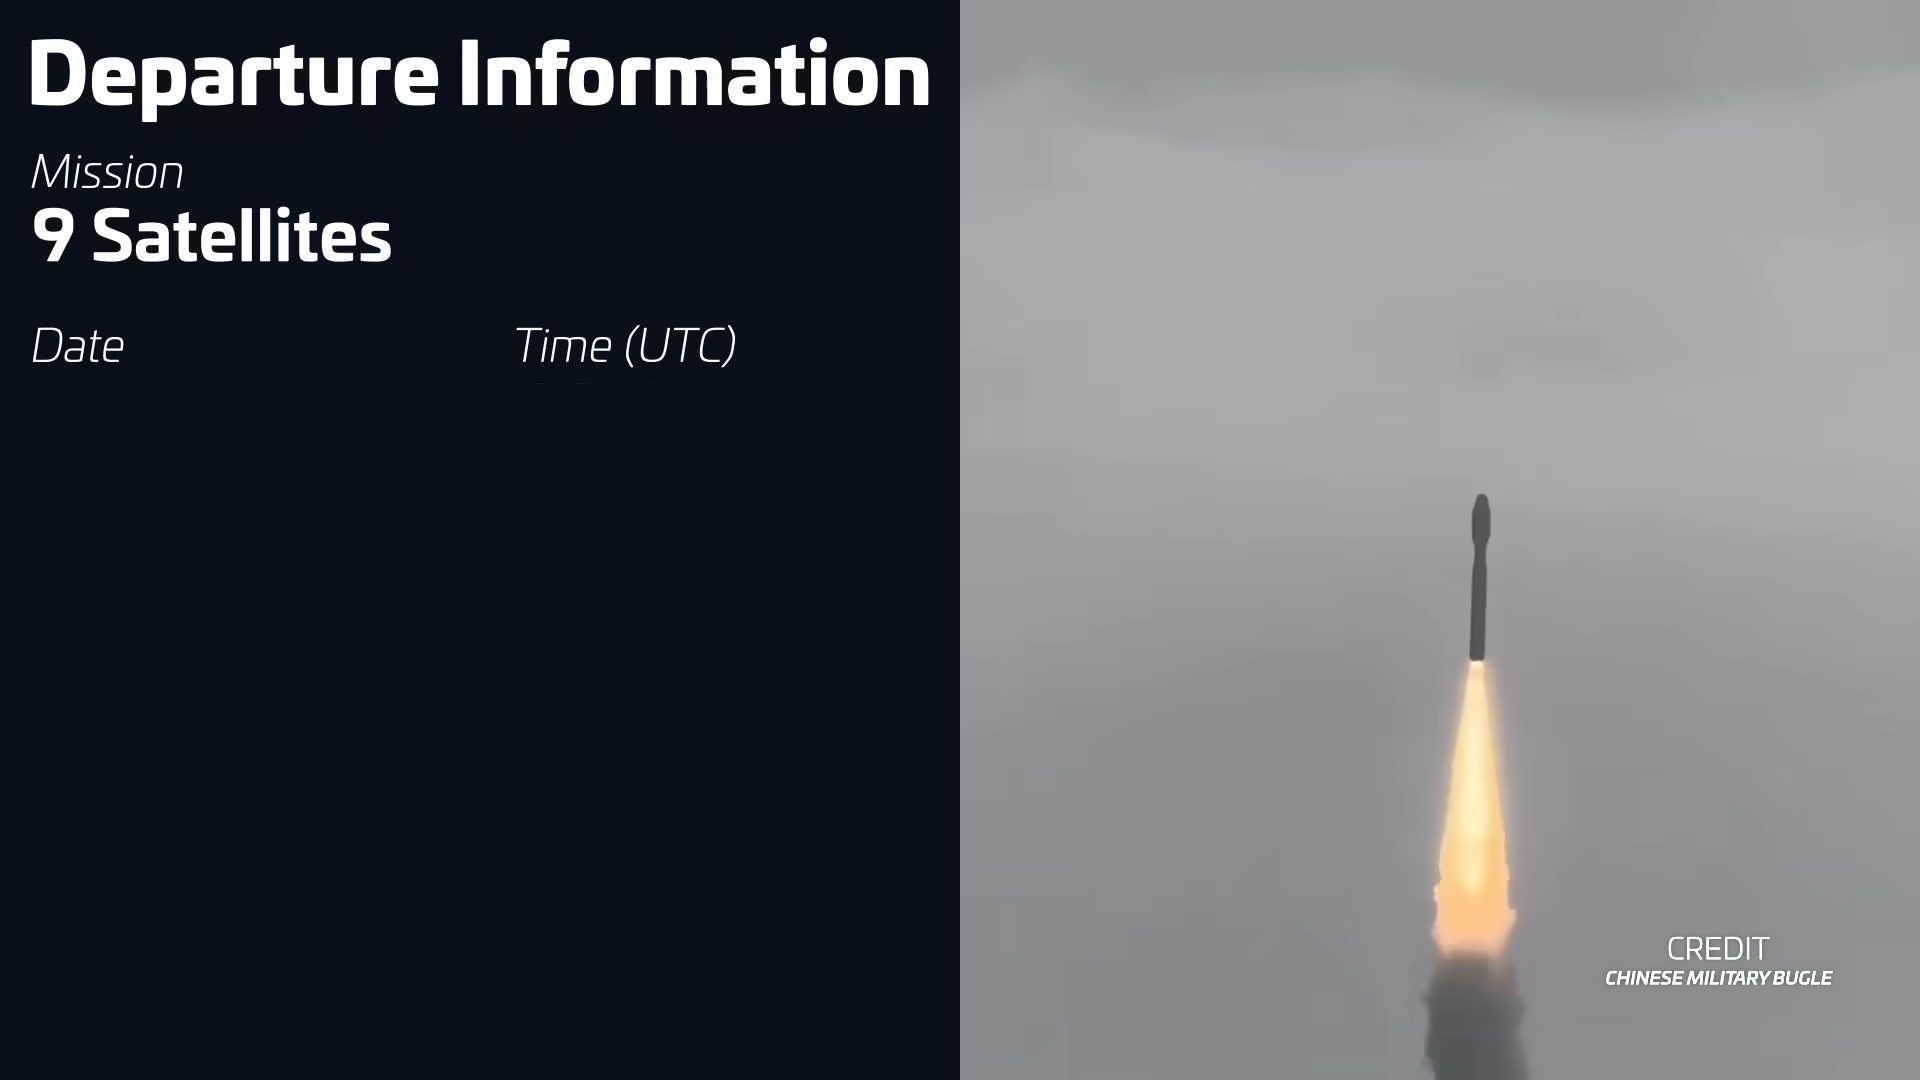 Departure Information
Mission
9 Satellites
Date
Time (UTC)
CREDIT
CHINESE MILITARY BUGLE